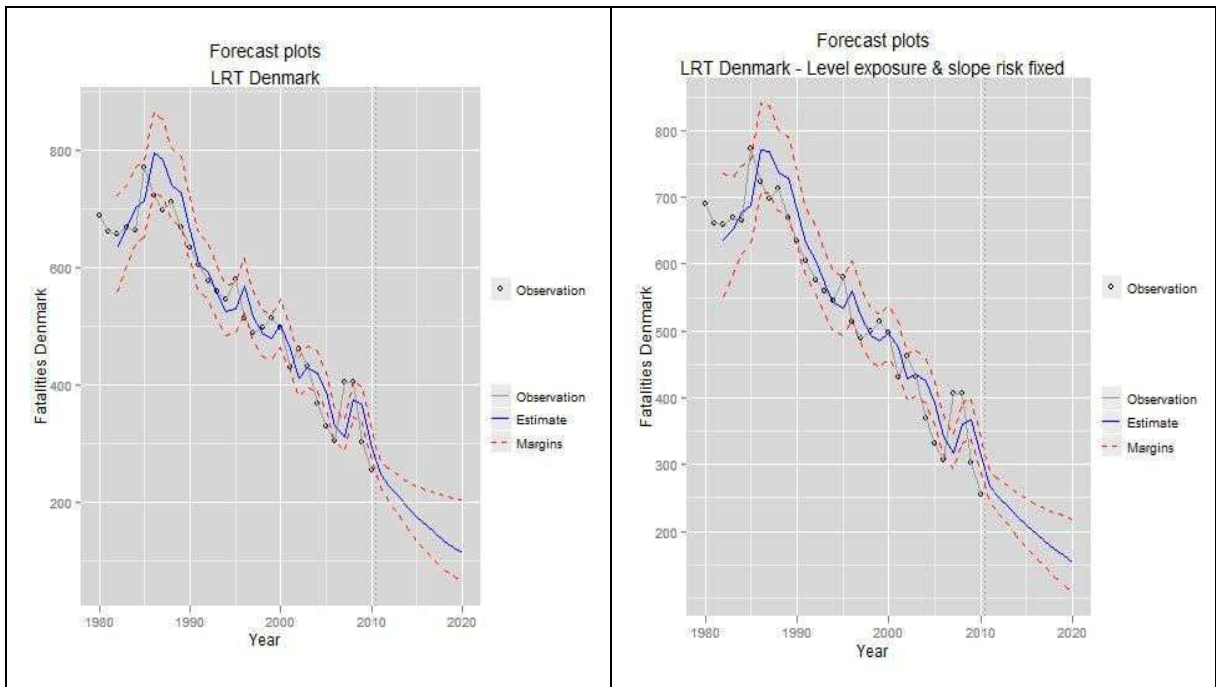 Forecast plots
LRT Denmark
800
600
400
200
Fatalities Denmark
1980
1990
2000
2010
2020
Year
Observation
Observation
Estimate
Margins
Forecast plots
LRT Denmark - Level exposure & slope risk fixed
800
700
600
500
400
300
200
Fatalities Denmark
1980
1990
2000
2010
2020
Year
Observation
Observation
Estimate
Margins